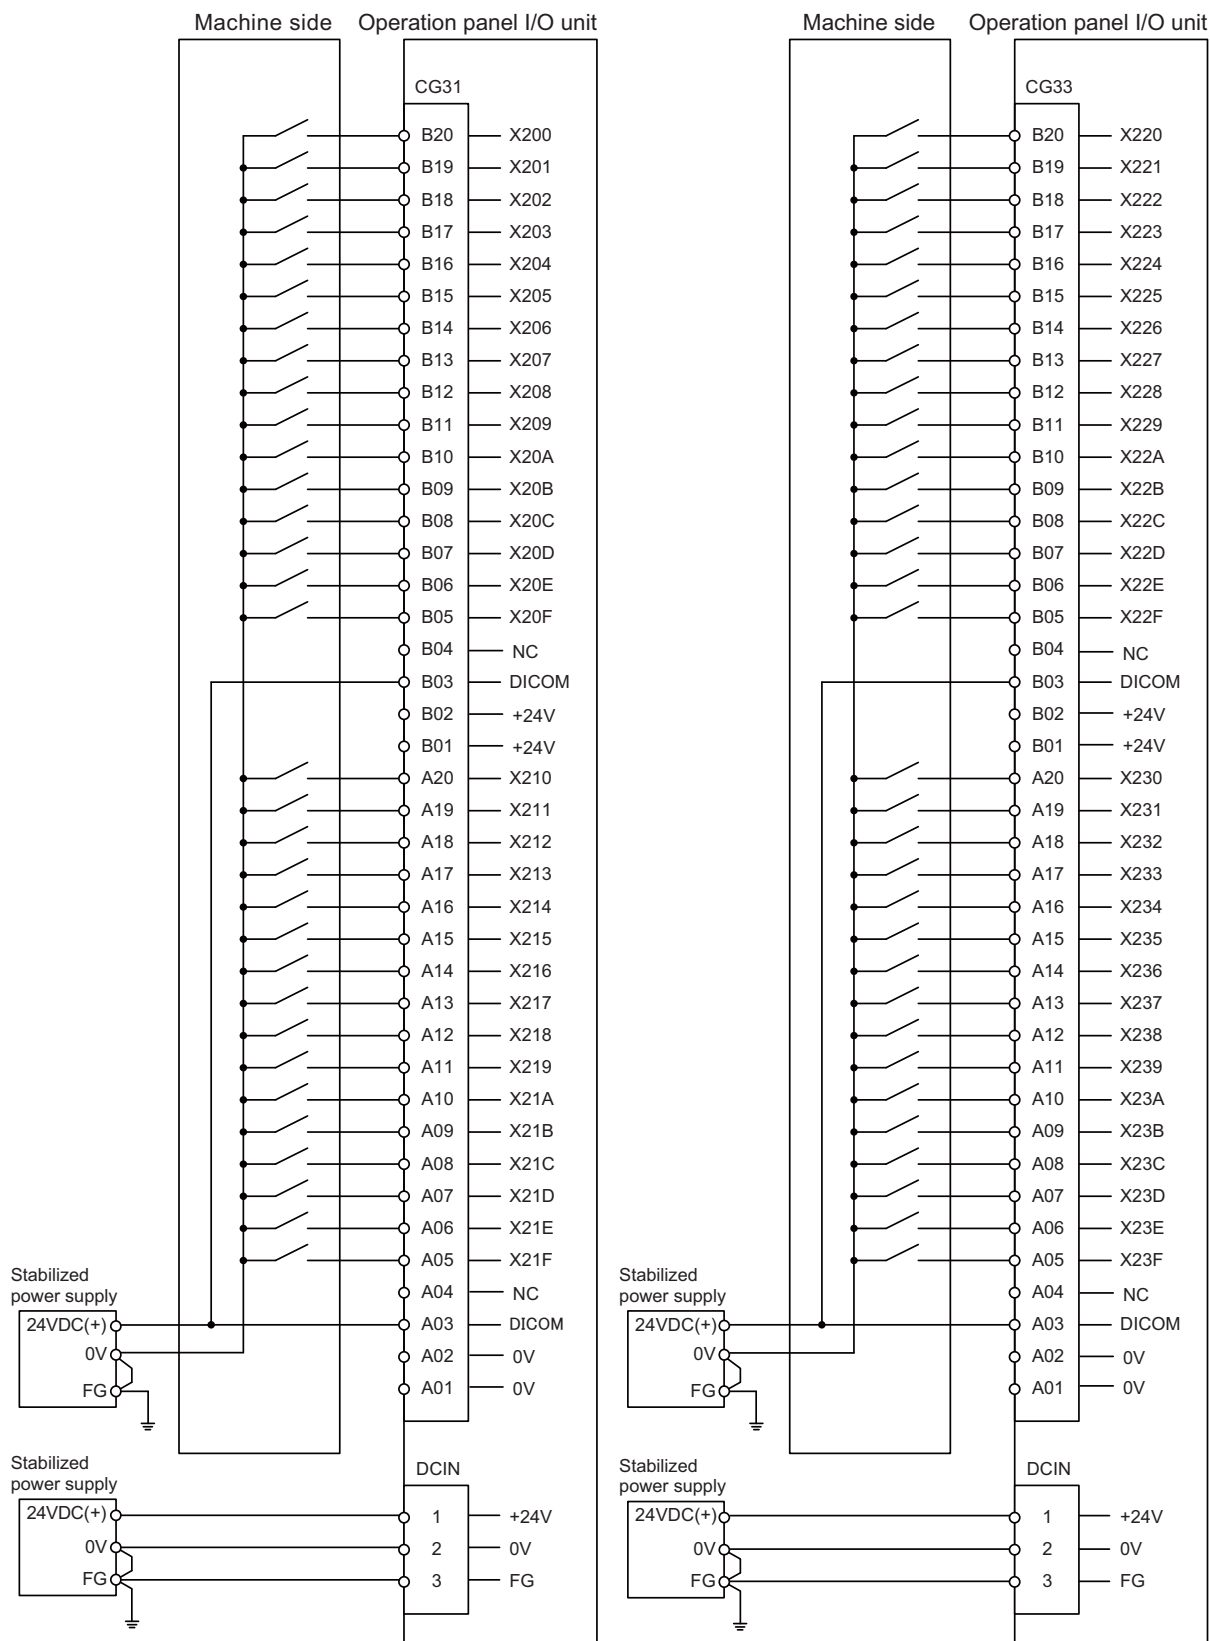 Machine side
Operation panel I/O unit
CG31
B20 X200
B19 X201
B18 X202
B17 X203
B16 X204
B15 X205
B14 X206
B13 X207
B12 X208
B11 X209
B10 X20A
B09 X20B
B08 X20C
B07 X20D
B06 X20E
B05 X20F
B04 NC
B03 DICOM
B02 +24V
B01 +24V
A20 X210
A19 X211
A18 X212
A17 X213
A16 X214
A15 X215
A14 X216
A13 X217
A12 X218
A11 X219
A10 X21A
A09 X21B
A08 X21C
A07 X21D
A06 X21E
A05 X21F
A04 NC
A03 DICOM
A02 0V
A01 0V
Stabilized
power supply
24VDC(+)
0V
FG
Stabilized
power supply
24VDC(+)
0V
FG
DCIN
1 +24V
2 0V
3 FG
Machine side
Operation panel I/O unit
CG33
B20 X220
B19 X221
B18 X222
B17 X223
B16 X224
B15 X225
B14 X226
B13 X227
B12 X228
B11 X229
B10 X22A
B09 X22B
B08 X22C
B07 X22D
B06 X22E
B05 X22F
B04 NC
B03 DICOM
B02 +24V
B01 +24V
A20 X230
A19 X231
A18 X232
A17 X233
A16 X234
A15 X235
A14 X236
A13 X237
A12 X238
A11 X239
A10 X23A
A09 X23B
A08 X23C
A07 X23D
A06 X23E
A05 X23F
A04 NC
A03 DICOM
A02 0V
A01 0V
Stabilized
power supply
24VDC(+)
0V
FG
Stabilized
power supply
24VDC(+)
0V
FG
DCIN
1 +24V
2 0V
3 FG